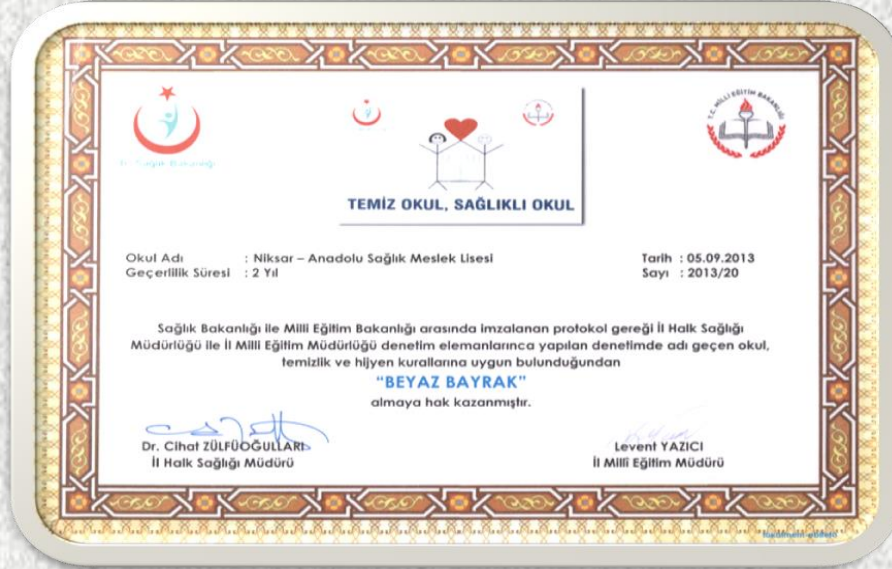 T.C. Sağlık Bakanlığı
T.C. MİLLİ EĞİTİM BAKANLIĞI
TEMİZ OKUL, SAĞLIKLI OKUL
Okul Adı : Niksar – Anadolu Sağlık Meslek Lisesi
Tarih : 05.09.2013
Geçerlilik Süresi : 2 Yıl
Sayı : 2013/20
Sağlık Bakanlığı ile Milli Eğitim Bakanlığı arasında imzalanan protokol gereği İl Halk Sağlığı
Müdürlüğü ile İl Milli Eğitim Müdürlüğü denetim elemanlarınca yapılan denetimde adı geçen okul,
temizlik ve hijyen kurallarına uygun bulunduğundan
“BEYAZ BAYRAK”
almaya hak kazanmıştır.
Dr. Cihat ZÜLFÜOĞULLARI
İl Halk Sağlığı Müdürü
Levent YAZICI
İl Millî Eğitim Müdürü